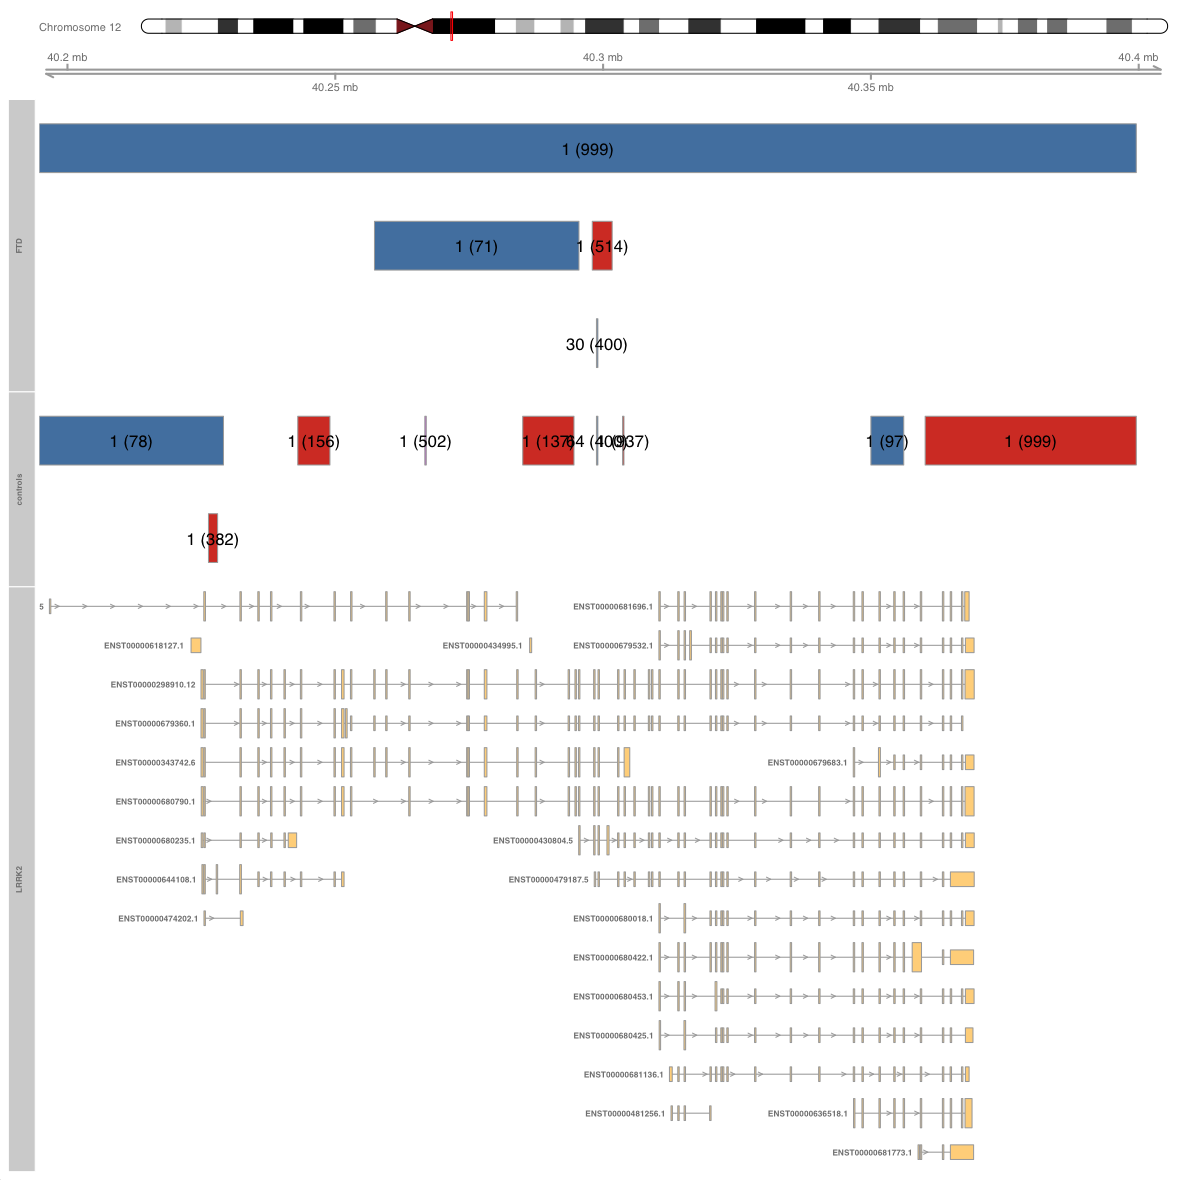 Chromosome 12
40.2 mb
40.3 mb
40.4 mb
40.25 mb
40.35 mb
FTD
1 (999)
1 (71)
1 (514)
30 (400)
controls
1 (78)
1 (156)
1 (502)
1 (137)
64 (400)
1 (937)
1 (97)
1 (999)
1 (382)
LRRK2
5
ENST00000681696.1
ENST00000618127.1
ENST00000434995.1
ENST00000679532.1
ENST00000298910.12
ENST00000679360.1
ENST00000343742.6
ENST00000679683.1
ENST00000680790.1
ENST00000680235.1
ENST00000430804.5
ENST00000644108.1
ENST00000479187.5
ENST00000474202.1
ENST00000680018.1
ENST00000680422.1
ENST00000680453.1
ENST00000680425.1
ENST00000681136.1
ENST00000481256.1
ENST00000636518.1
ENST00000681773.1